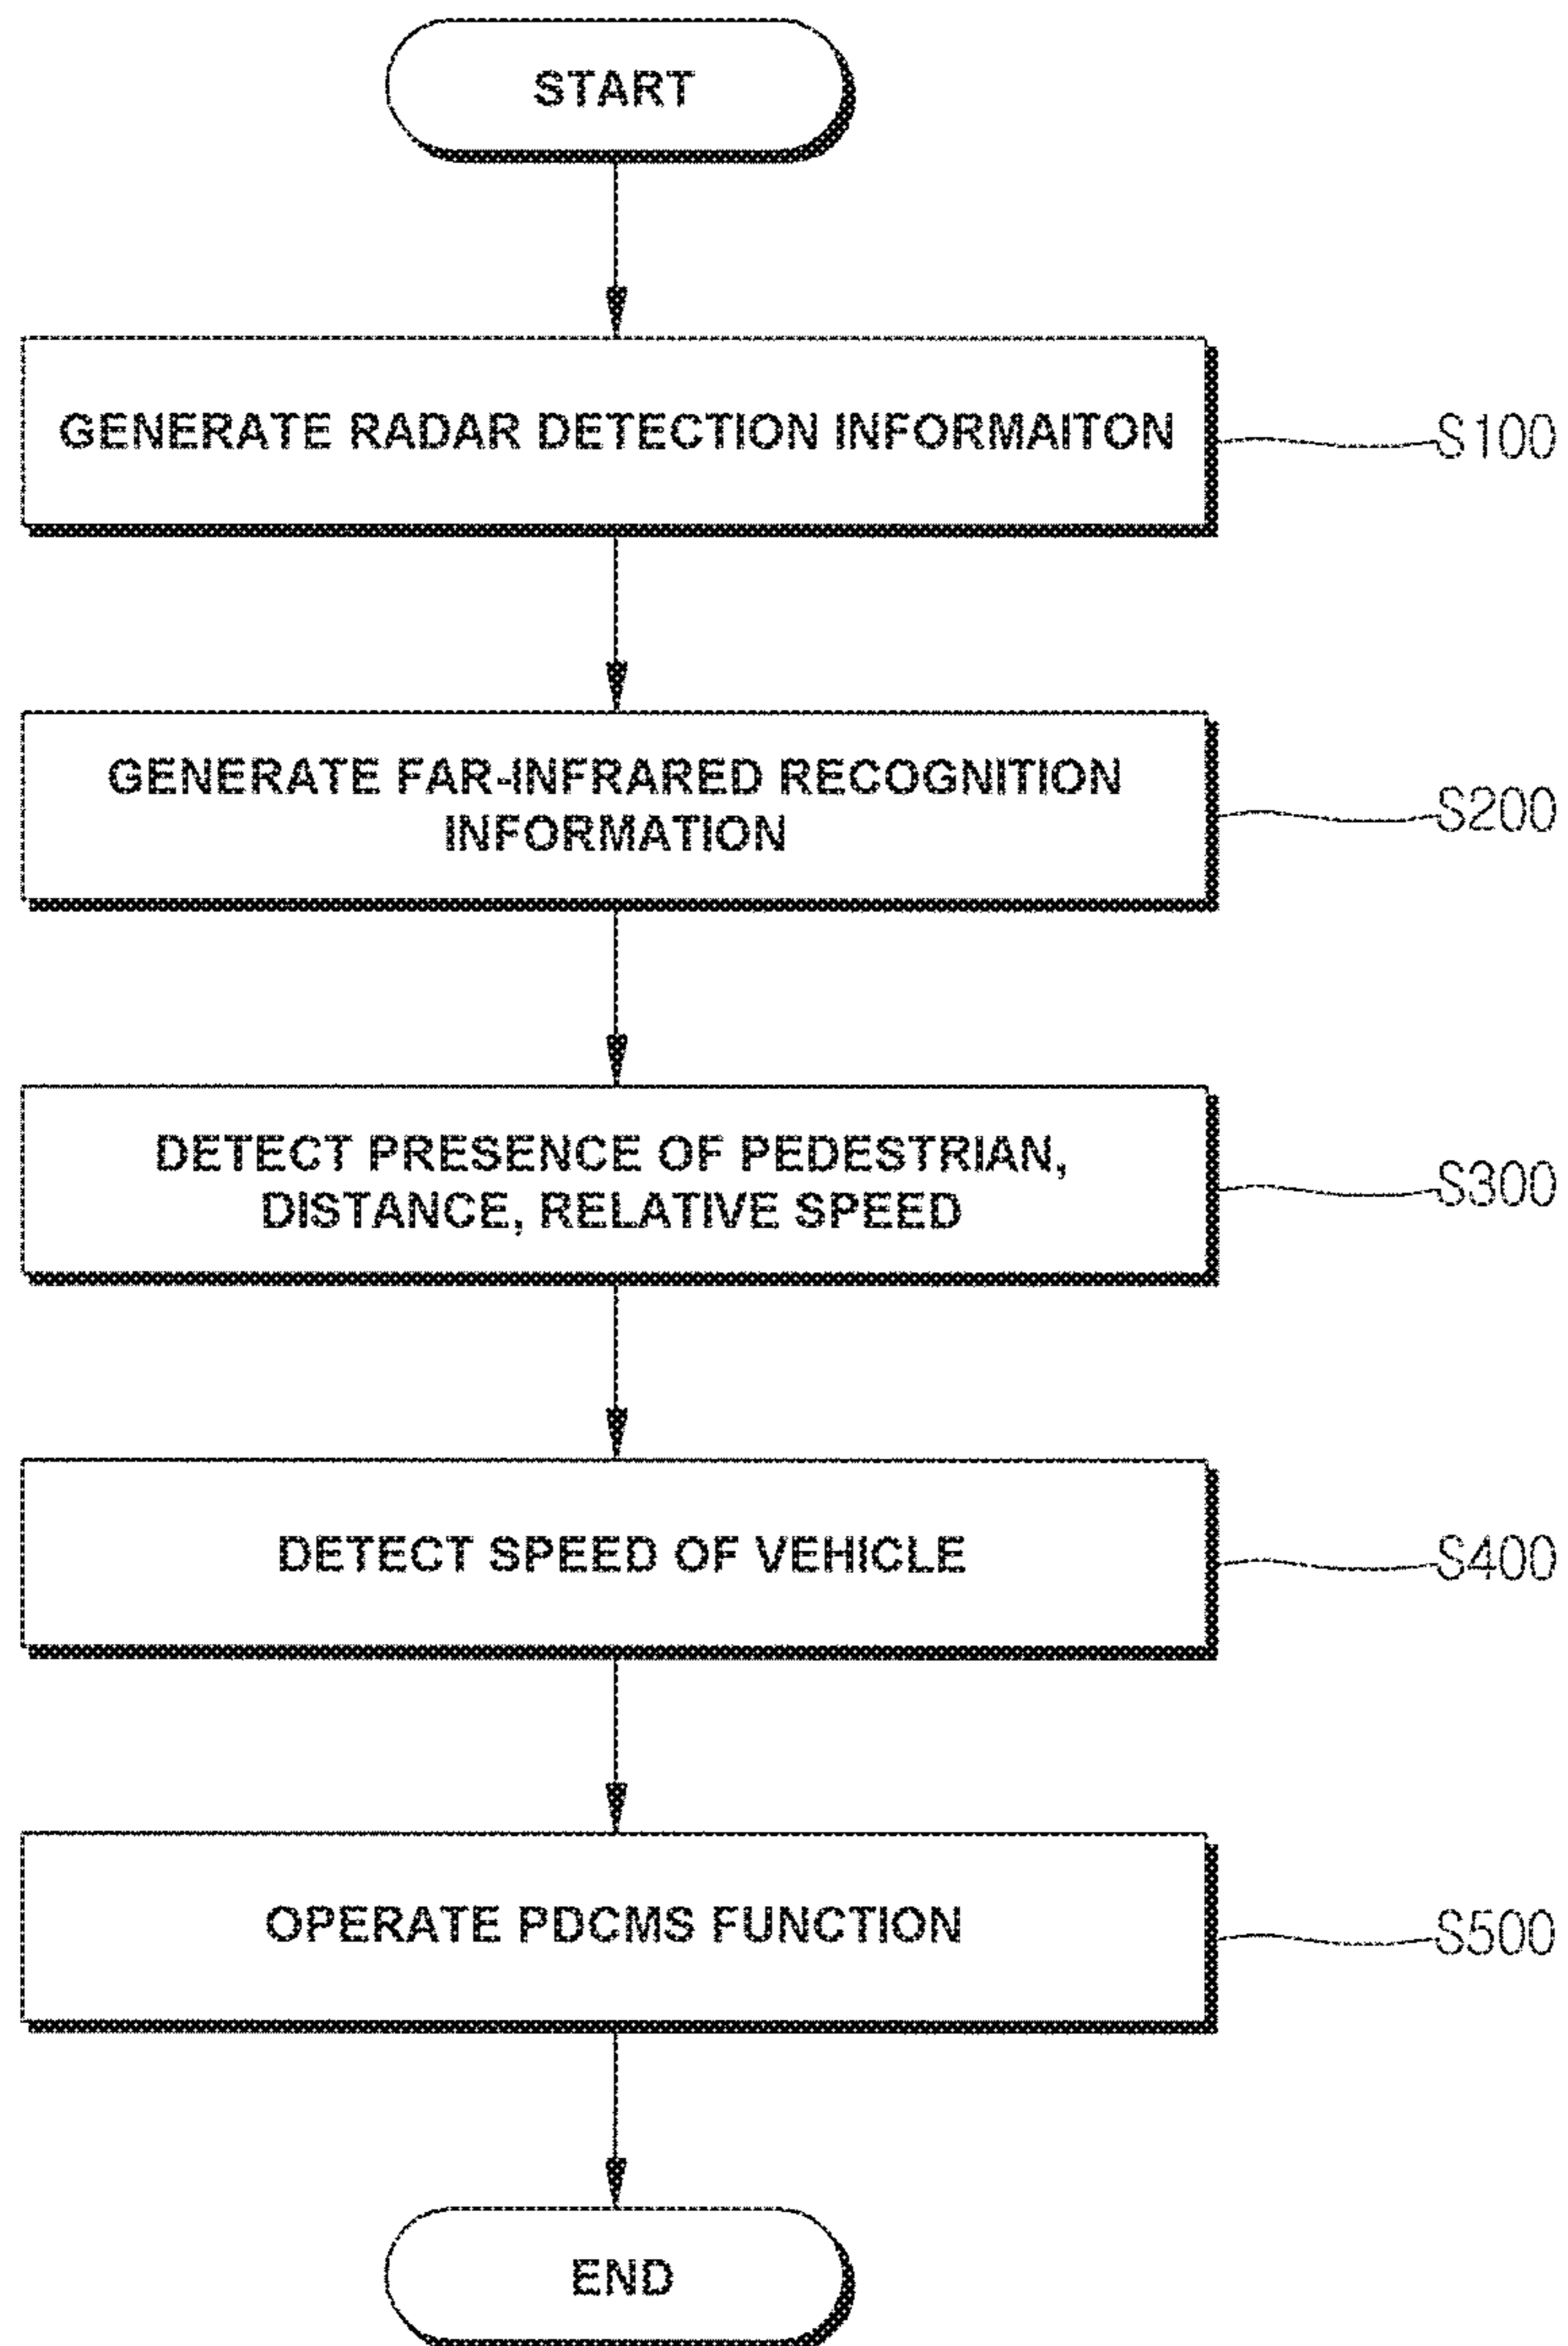 START
GENERATE RADAR DETECTION INFORMAITON
S100
GENERATE FAR-INFRARED RECOGNITION
INFORMATION
S200
DETECT PRESENCE OF PEDESTRIAN,
DISTANCE, RELATIVE SPEED
S300
DETECT SPEED OF VEHICLE
S400
OPERATE PDCMS FUNCTION
S500
END